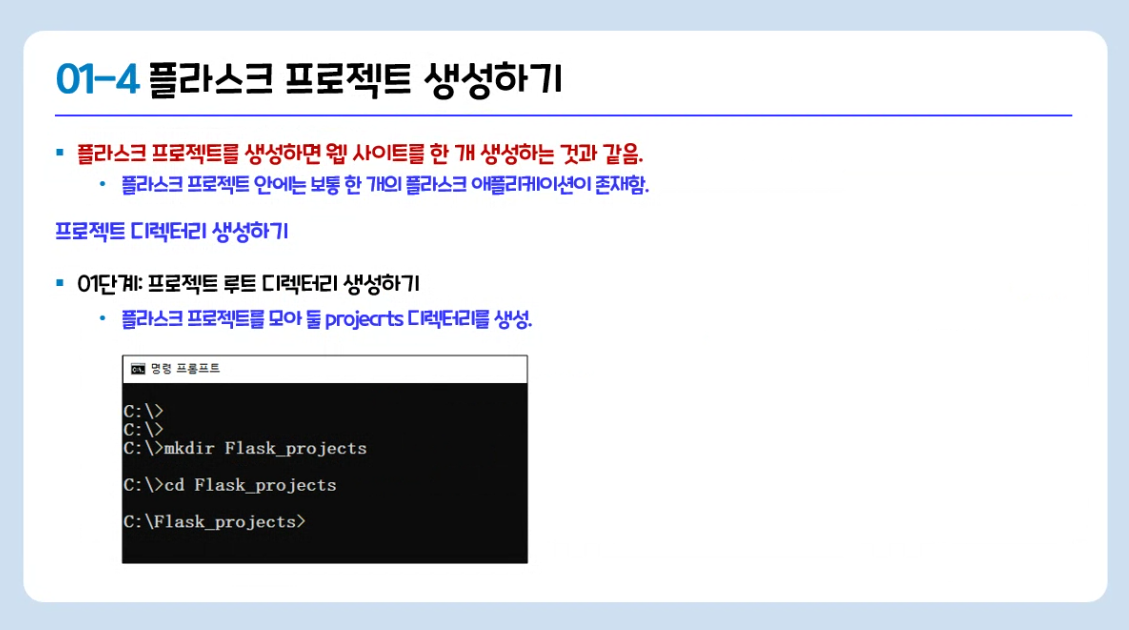 01-4 플라스크 프로젝트 생성하기
플라스크 프로젝트를 생성하면 웹 사이트를 한 개 생성하는 것과 같음.
플라스크 프로젝트 안에는 보통 한 개의 플라스크 애플리케이션이 존재함.
프로젝트 디렉터리 생성하기
01단계: 프로젝트 루트 디렉터리 생성하기
플라스크 프로젝트를 모아 둘 projecrts 디렉터리를 생성.
명령 프롬프트
C:\>
C:\>
C:\>mkdir Flask_projects
C:\>cd Flask_projects
C:\Flask_projects>